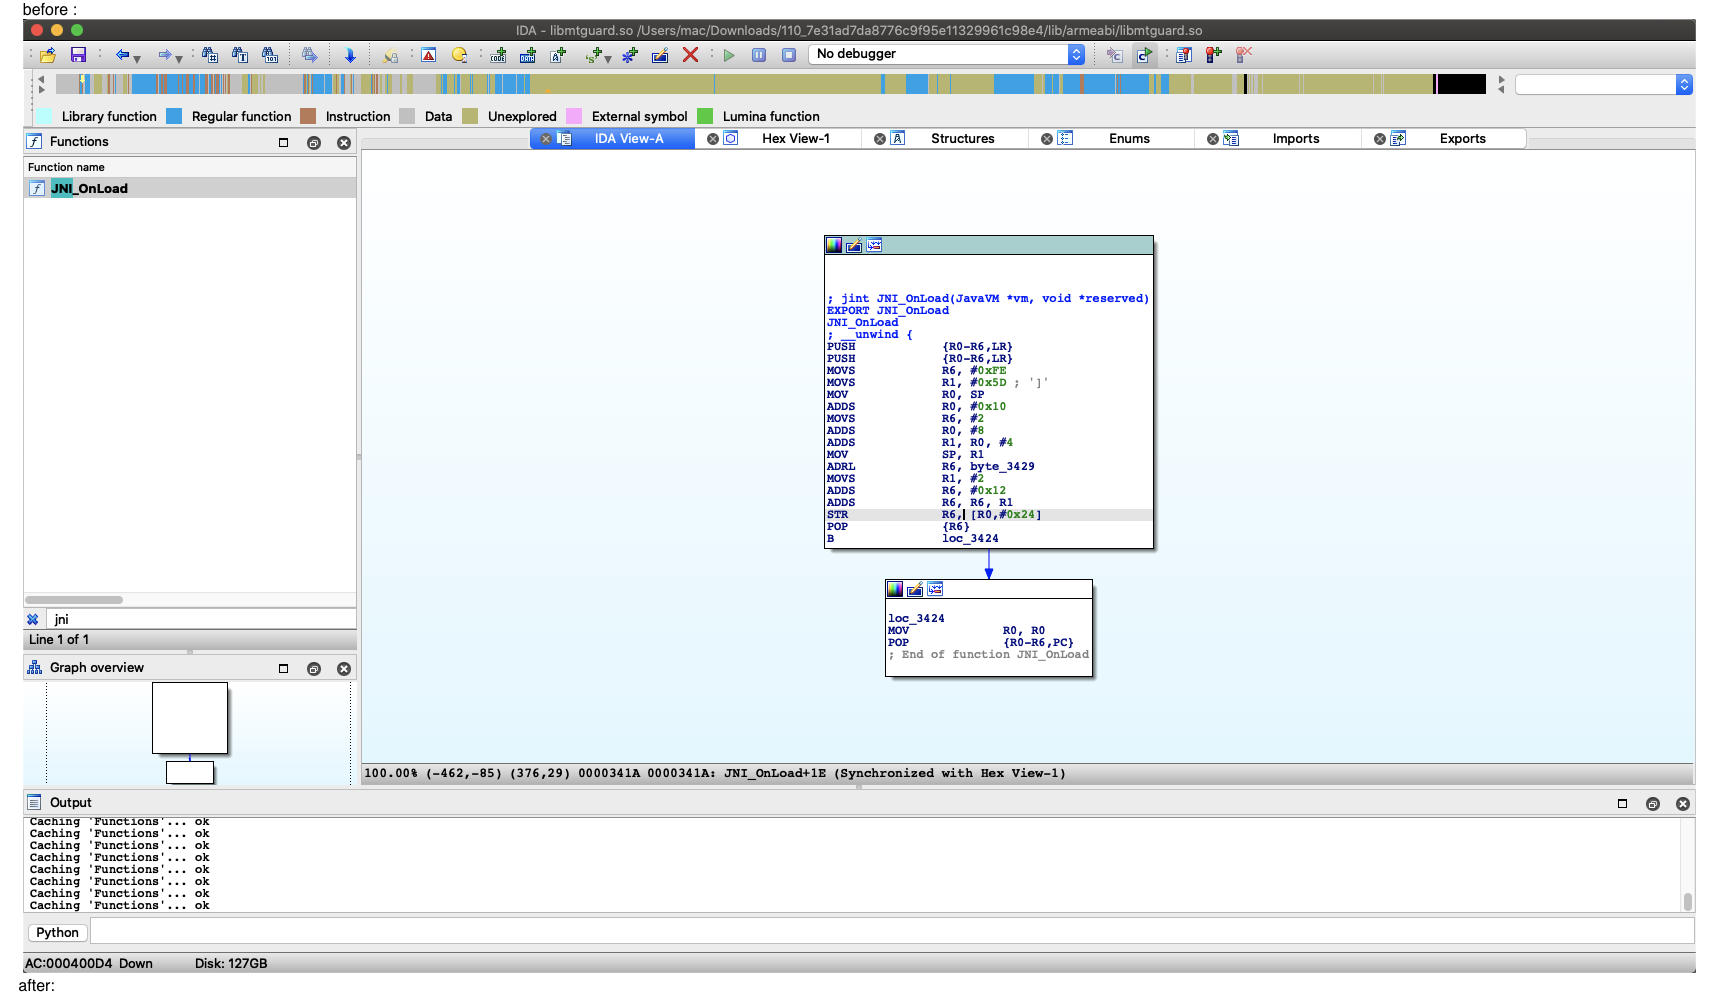 before :
IDA - libmtguard.so /Users/mac/Downloads/110_7e31ad7da8776c9f95e11329961c98e4/lib/armeabi/libmtguard.so
No debugger
Library function Regular function Instruction Data Unexplored External symbol Lumina function
Functions
IDA View-A Hex View-1 Structures Enums Imports Exports
Function name
JNI_OnLoad
; jint JNI_OnLoad(JavaVM *vm, void *reserved)
EXPORT JNI_OnLoad
JNI_OnLoad
; __unwind {
PUSH {R0-R6,LR}
PUSH {R0-R6,LR}
MOVS R6, #0xFE
MOVS R1, #0x5D ; ']'
MOV R0, SP
ADDS R0, #0x10
MOVS R6, #2
ADDS R0, #8
ADDS R1, R0, #4
MOV SP, R1
ADRL R6, byte_3429
MOVS R1, #2
ADDS R6, #0x12
ADDS R6, R6, R1
STR R6, [R0,#0x24]
POP {R6}
B loc_3424
loc_3424
MOV R0, R0
POP {R0-R6,PC}
; End of function JNI_OnLoad
jni
Line 1 of 1
Graph overview
100.00% (-462,-85) (376,29) 0000341A 0000341A: JNI_OnLoad+1E (Synchronized with Hex View-1)
Output
Caching 'Functions'... ok
Caching 'Functions'... ok
Caching 'Functions'... ok
Caching 'Functions'... ok
Caching 'Functions'... ok
Caching 'Functions'... ok
Caching 'Functions'... ok
Caching 'Functions'... ok
Python
AC:000400D4 Down Disk: 127GB
after: